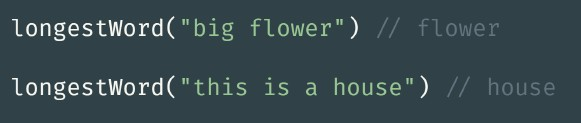 longestWord("big flower") // flower
longestWord("this is a house") // house